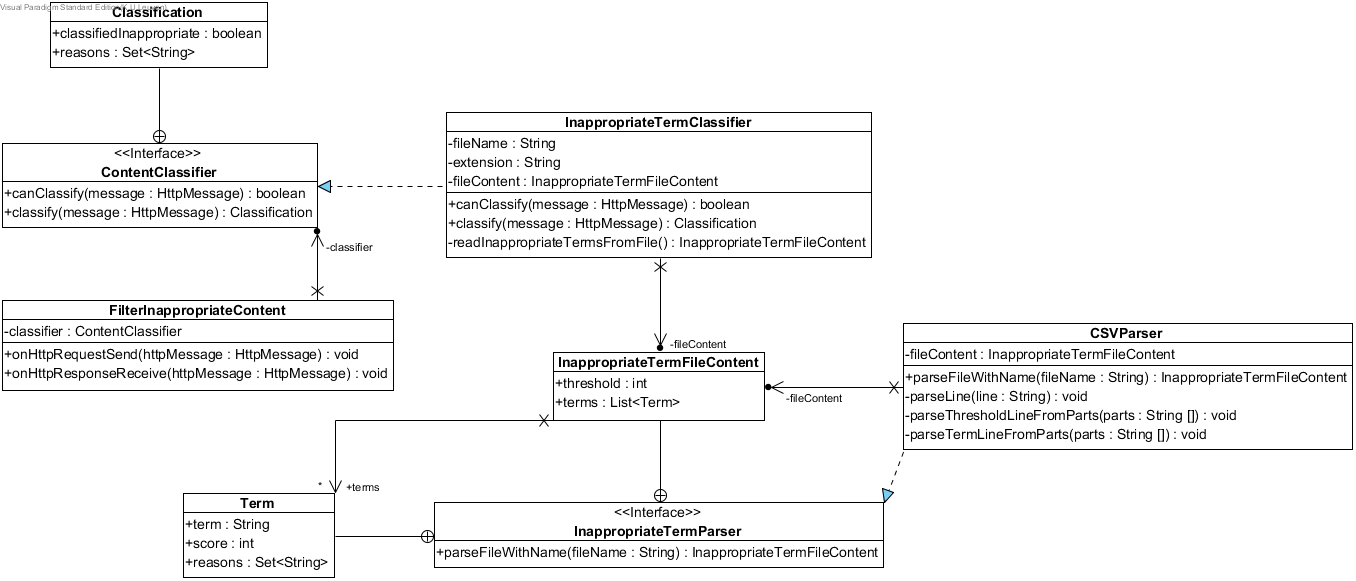 Visual Paradigm Standard Edition
Classification
+classifiedInappropriate : boolean
+reasons : Set<String>
<<Interface>>
ContentClassifier
+canClassify(message : HttpMessage) : boolean
+classify(message : HttpMessage) : Classification
-classifier
FilterInappropriateContent
-classifier : ContentClassifier
+onHttpRequestSend(httpMessage : HttpMessage) : void
+onHttpResponseReceive(httpMessage : HttpMessage) : void
InappropriateTermClassifier
-fileName : String
-extension : String
-fileContent : InappropriateTermFileContent
+canClassify(message : HttpMessage) : boolean
+classify(message : HttpMessage) : Classification
-readInappropriateTermsFromFile() : InappropriateTermFileContent
-fileContent
InappropriateTermFileContent
+threshold : int
+terms : List<Term>
-fileContent
CSVParser
-fileContent : InappropriateTermFileContent
+parseFileWithName(fileName : String) : InappropriateTermFileContent
-parseLine(line : String) : void
-parseThresholdLineFromParts(parts : String []) : void
-parseTermLineFromParts(parts : String []) : void
*
+terms
Term
+term : String
+score : int
+reasons : Set<String>
<<Interface>>
InappropriateTermParser
+parseFileWithName(fileName : String) : InappropriateTermFileContent